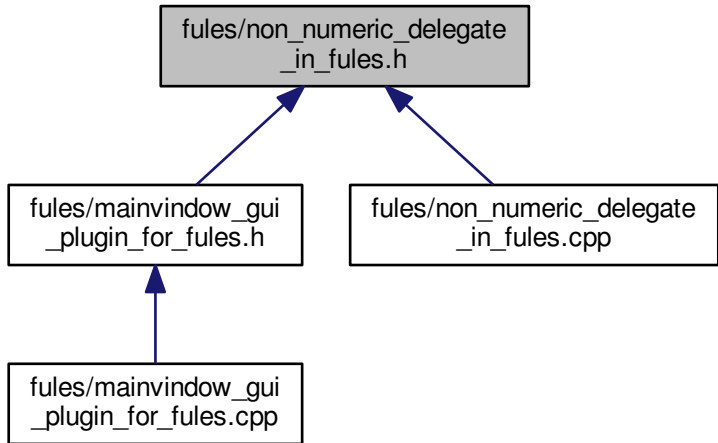 fules/non_numeric_delegate
_in_fules.h
fules/mainvindow_gui
_plugin_for_fules.h
fules/non_numeric_delegate
_in_fules.cpp
fules/mainvindow_gui
_plugin_for_fules.cpp